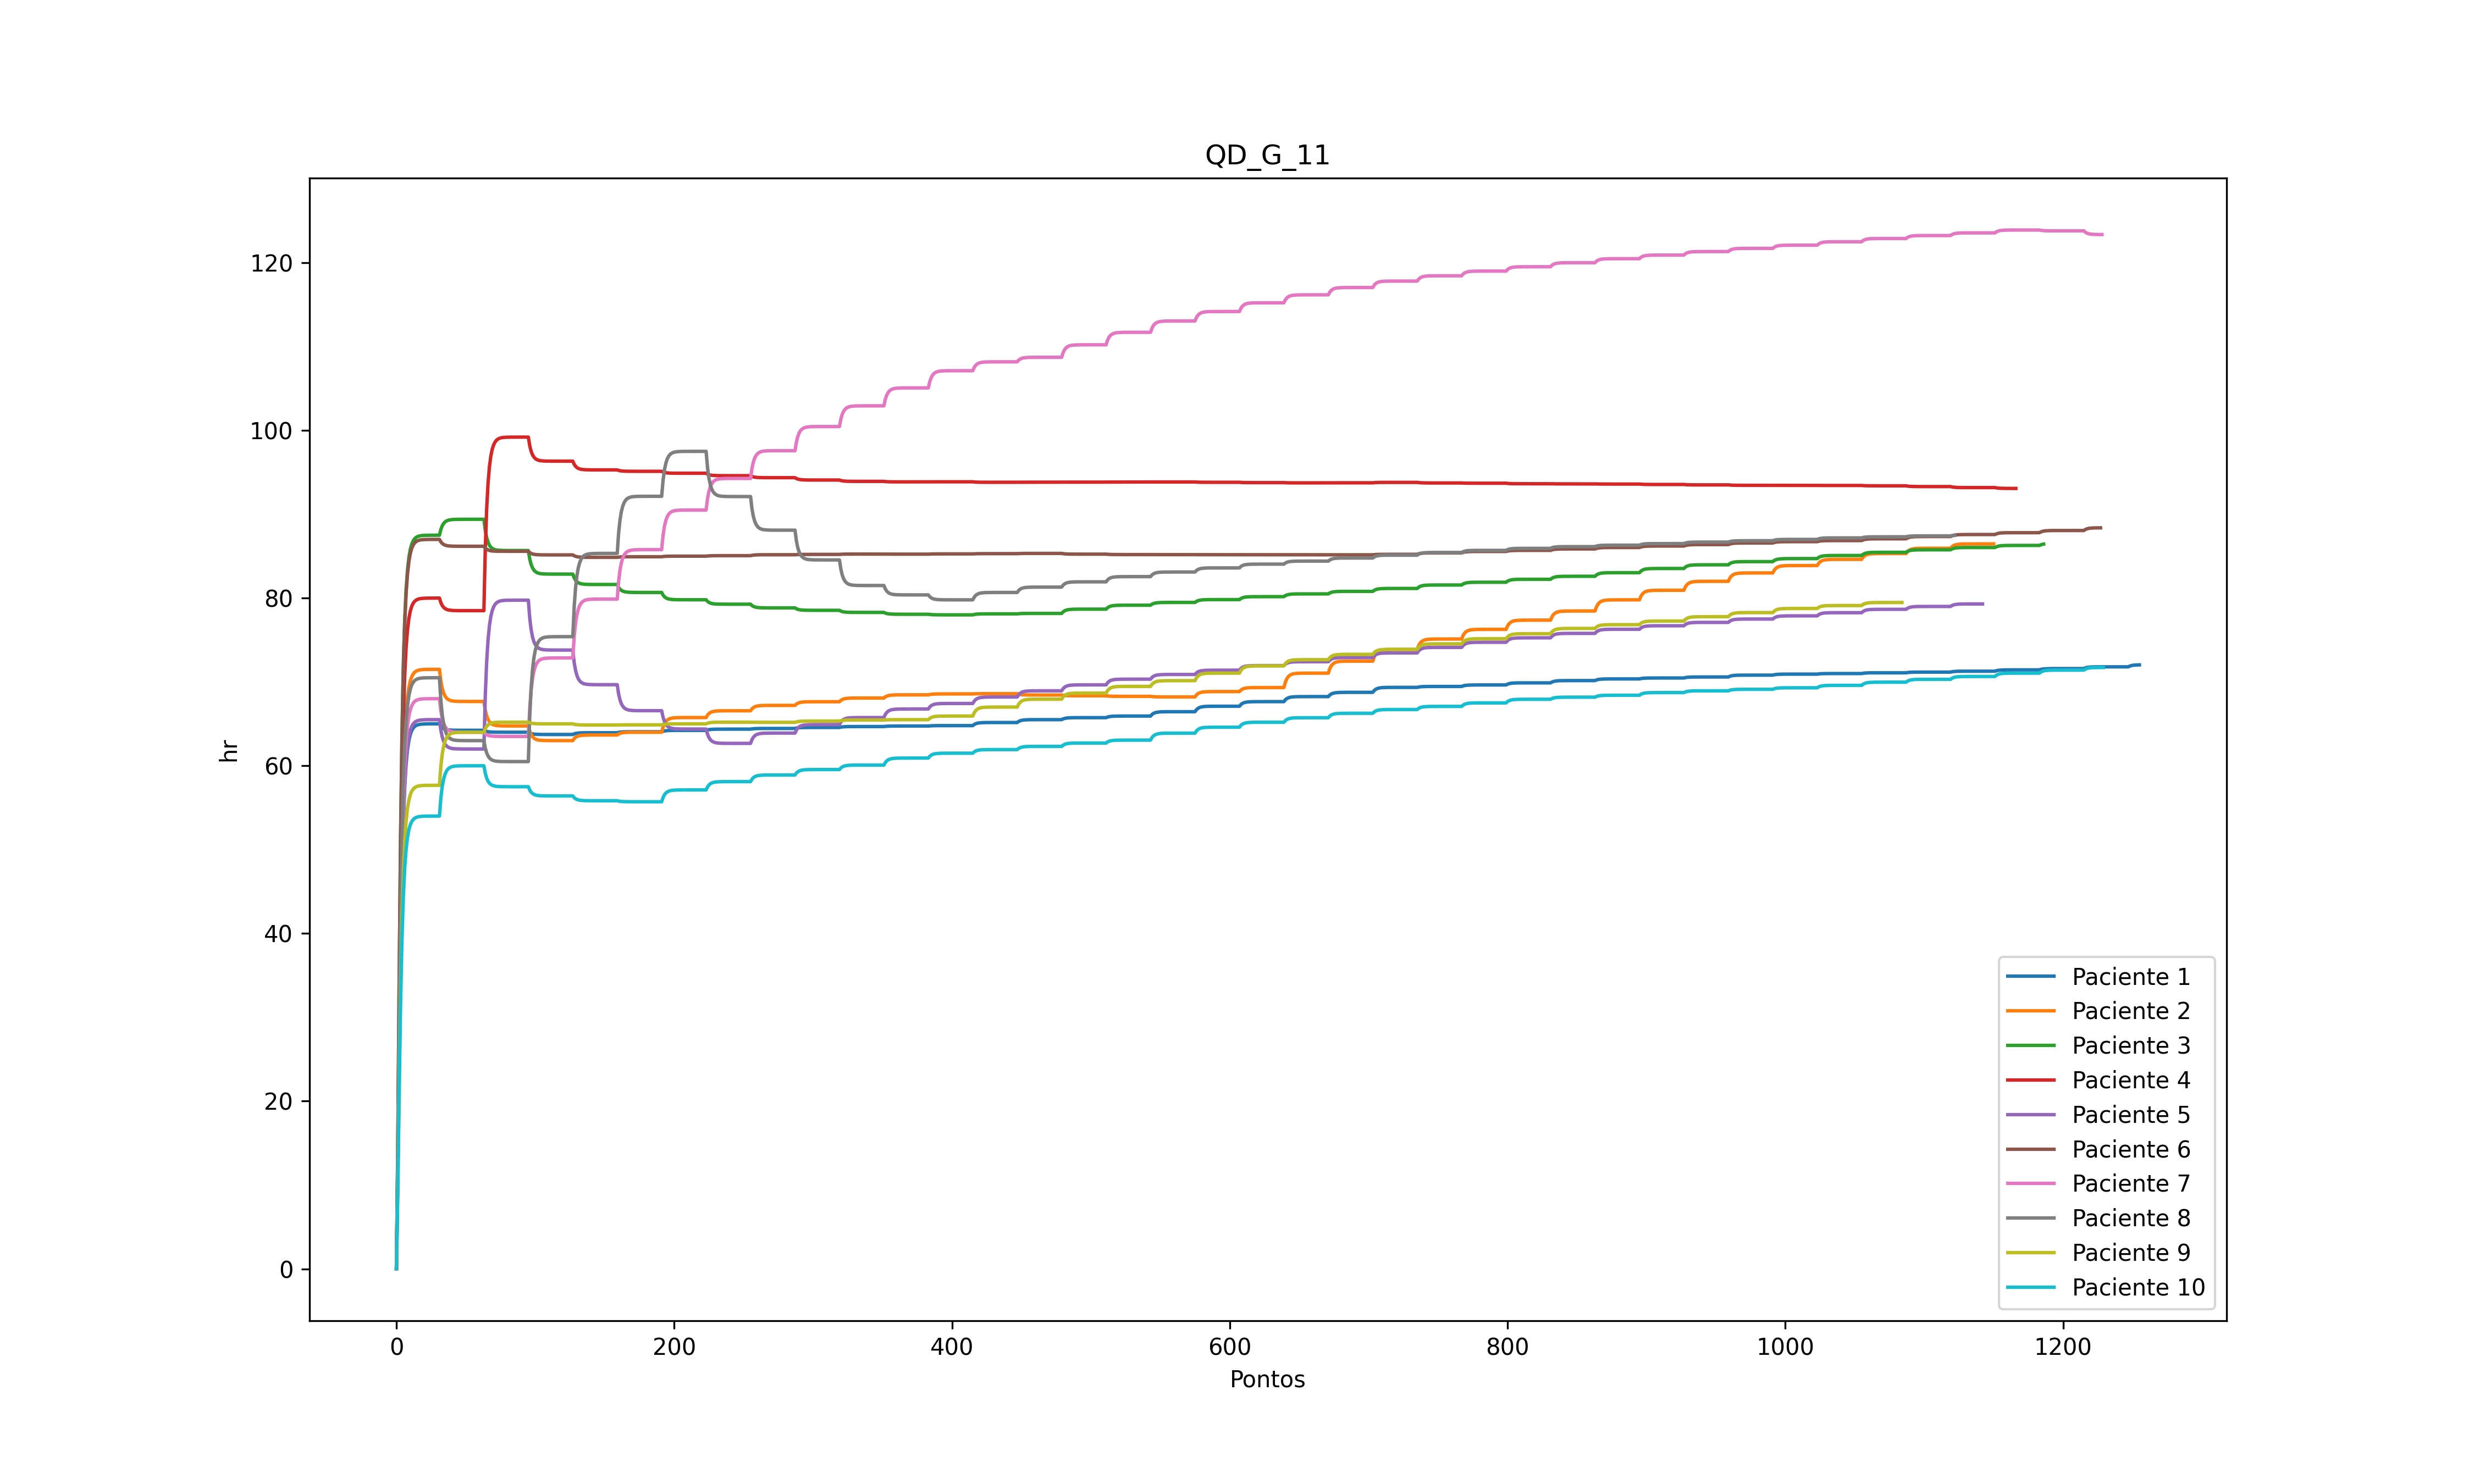 QD_G_11
hr
120
100
80
60
40
20
0
0 200 400 600 800 1000 1200
Pontos
Paciente 1
Paciente 2
Paciente 3
Paciente 4
Paciente 5
Paciente 6
Paciente 7
Paciente 8
Paciente 9
Paciente 10